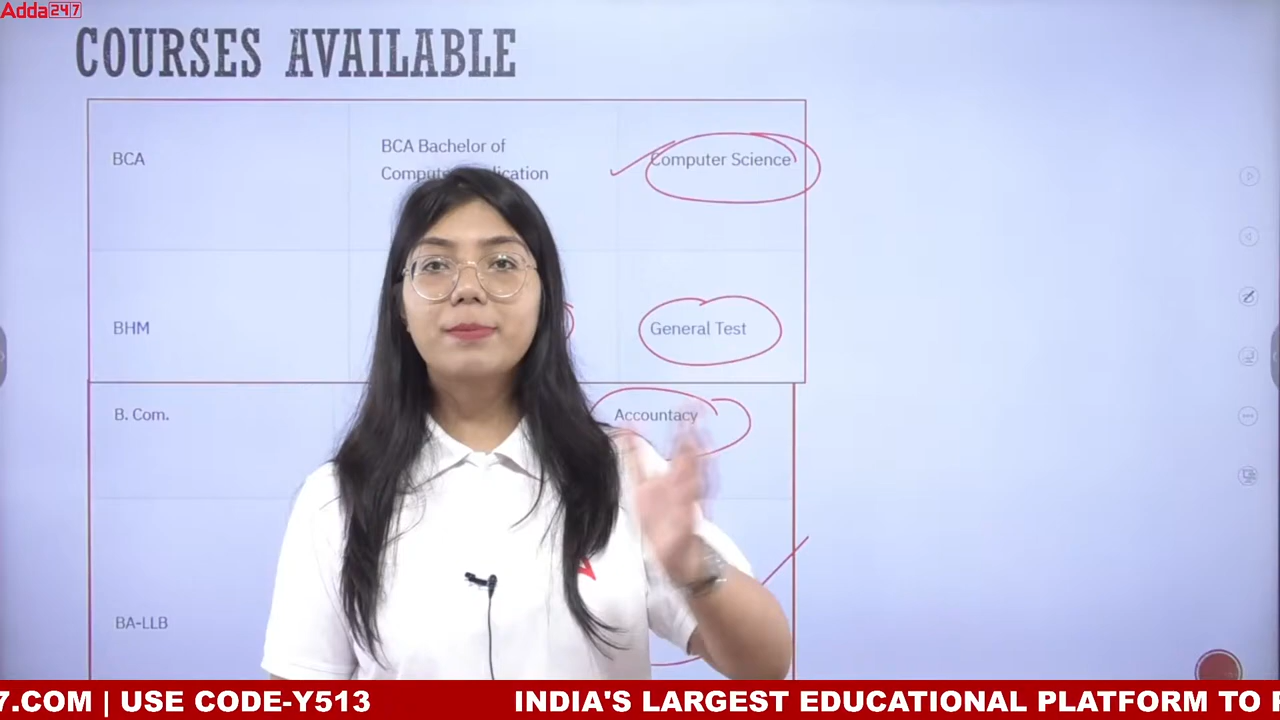 Adda247
COURSES AVAILABLE
BCA
BCA Bachelor of
Computer Science
BHM
General Test
B. Com.
Accountacy
BA-LLB
7.COM | USE CODE-Y513
INDIA'S LARGEST EDUCATIONAL PLATFORM TO